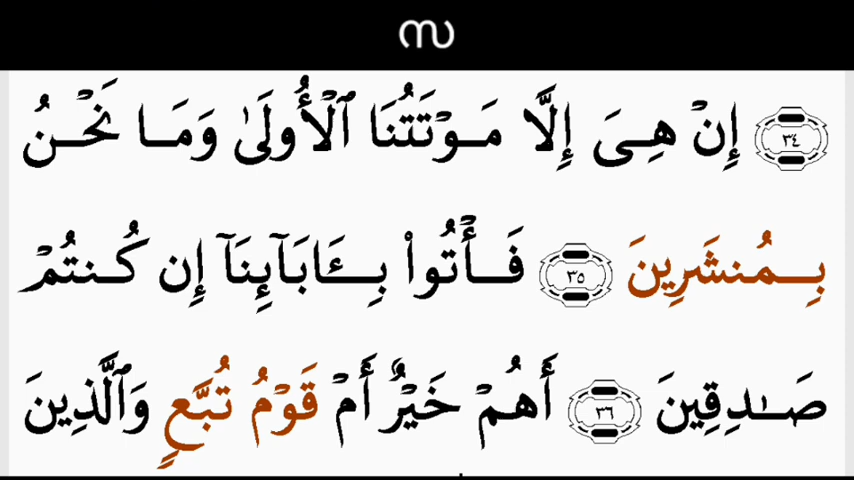 സ
٣٤ إِنْ هِىَ إِلَّا مَوْتَتُنَا ٱلْأُولَىٰ وَمَا نَحْنُ
بِمُنشَرِينَ ٣٥ فَأْتُوا۟ بِـَٔابَآئِنَآ إِن كُنتُمْ
صَـٰدِقِينَ ٣٦ أَهُمْ خَيْرٌ أَمْ قَوْمُ تُبَّعٍ وَٱلَّذِينَ